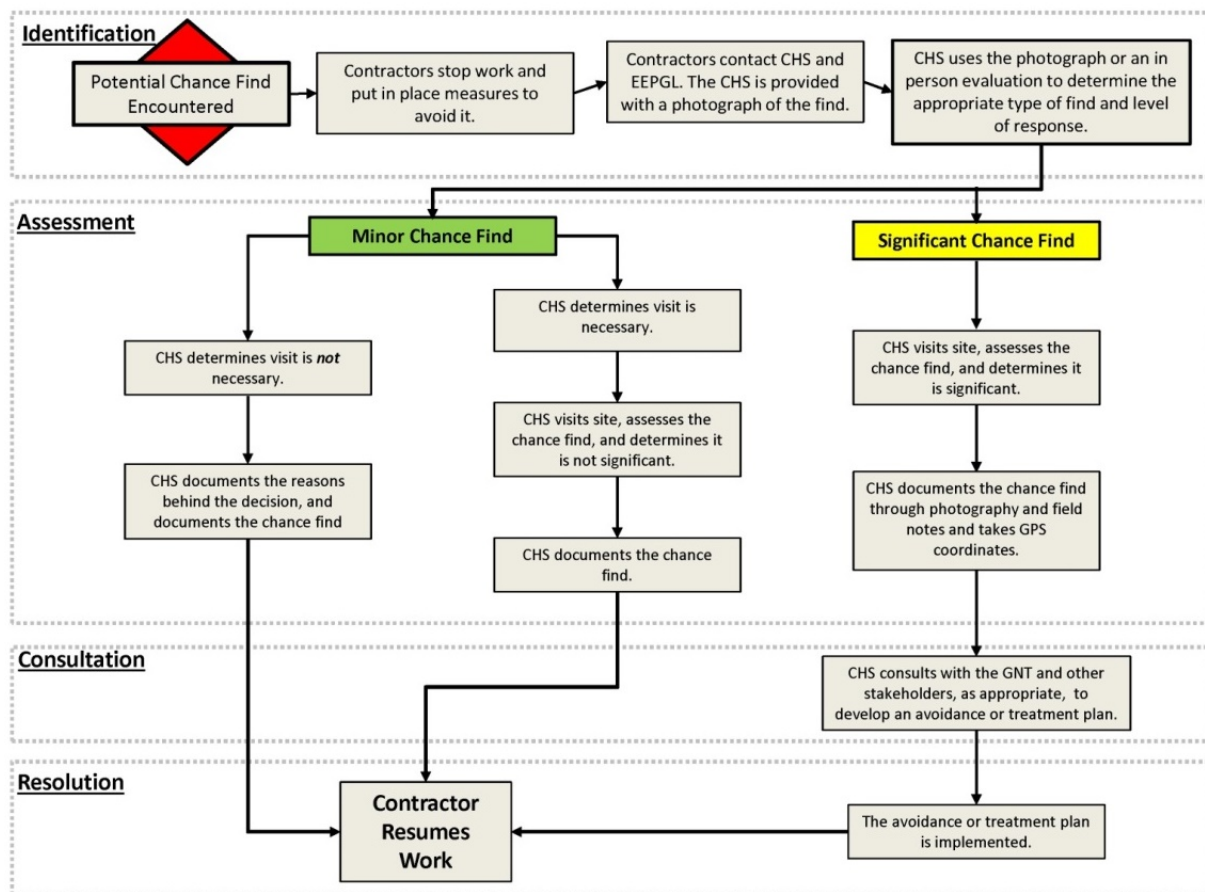 Identification
Potential Chance Find
Encountered
Contractors stop work and
put in place measures to
avoid it.
Contractors contact CHS and
EEPGL. The CHS is provided
with a photograph of the find.
CHS uses the photograph or an in
person evaluation to determine the
appropriate type of find and level
of response.
Assessment
Minor Chance Find
Significant Chance Find
CHS determines visit is not
necessary.
CHS documents the reasons
behind the decision, and
documents the chance find
CHS determines visit is
necessary.
CHS visits site, assesses the
chance find, and determines it
is not significant.
CHS documents the chance
find.
CHS visits site, assesses the
chance find, and determines it
is significant.
CHS documents the chance find
through photography and field
notes and takes GPS
coordinates.
Consultation
CHS consults with the GNT and other
stakeholders, as appropriate, to
develop an avoidance or treatment plan.
Resolution
Contractor
Resumes
Work
The avoidance or treatment plan
is implemented.